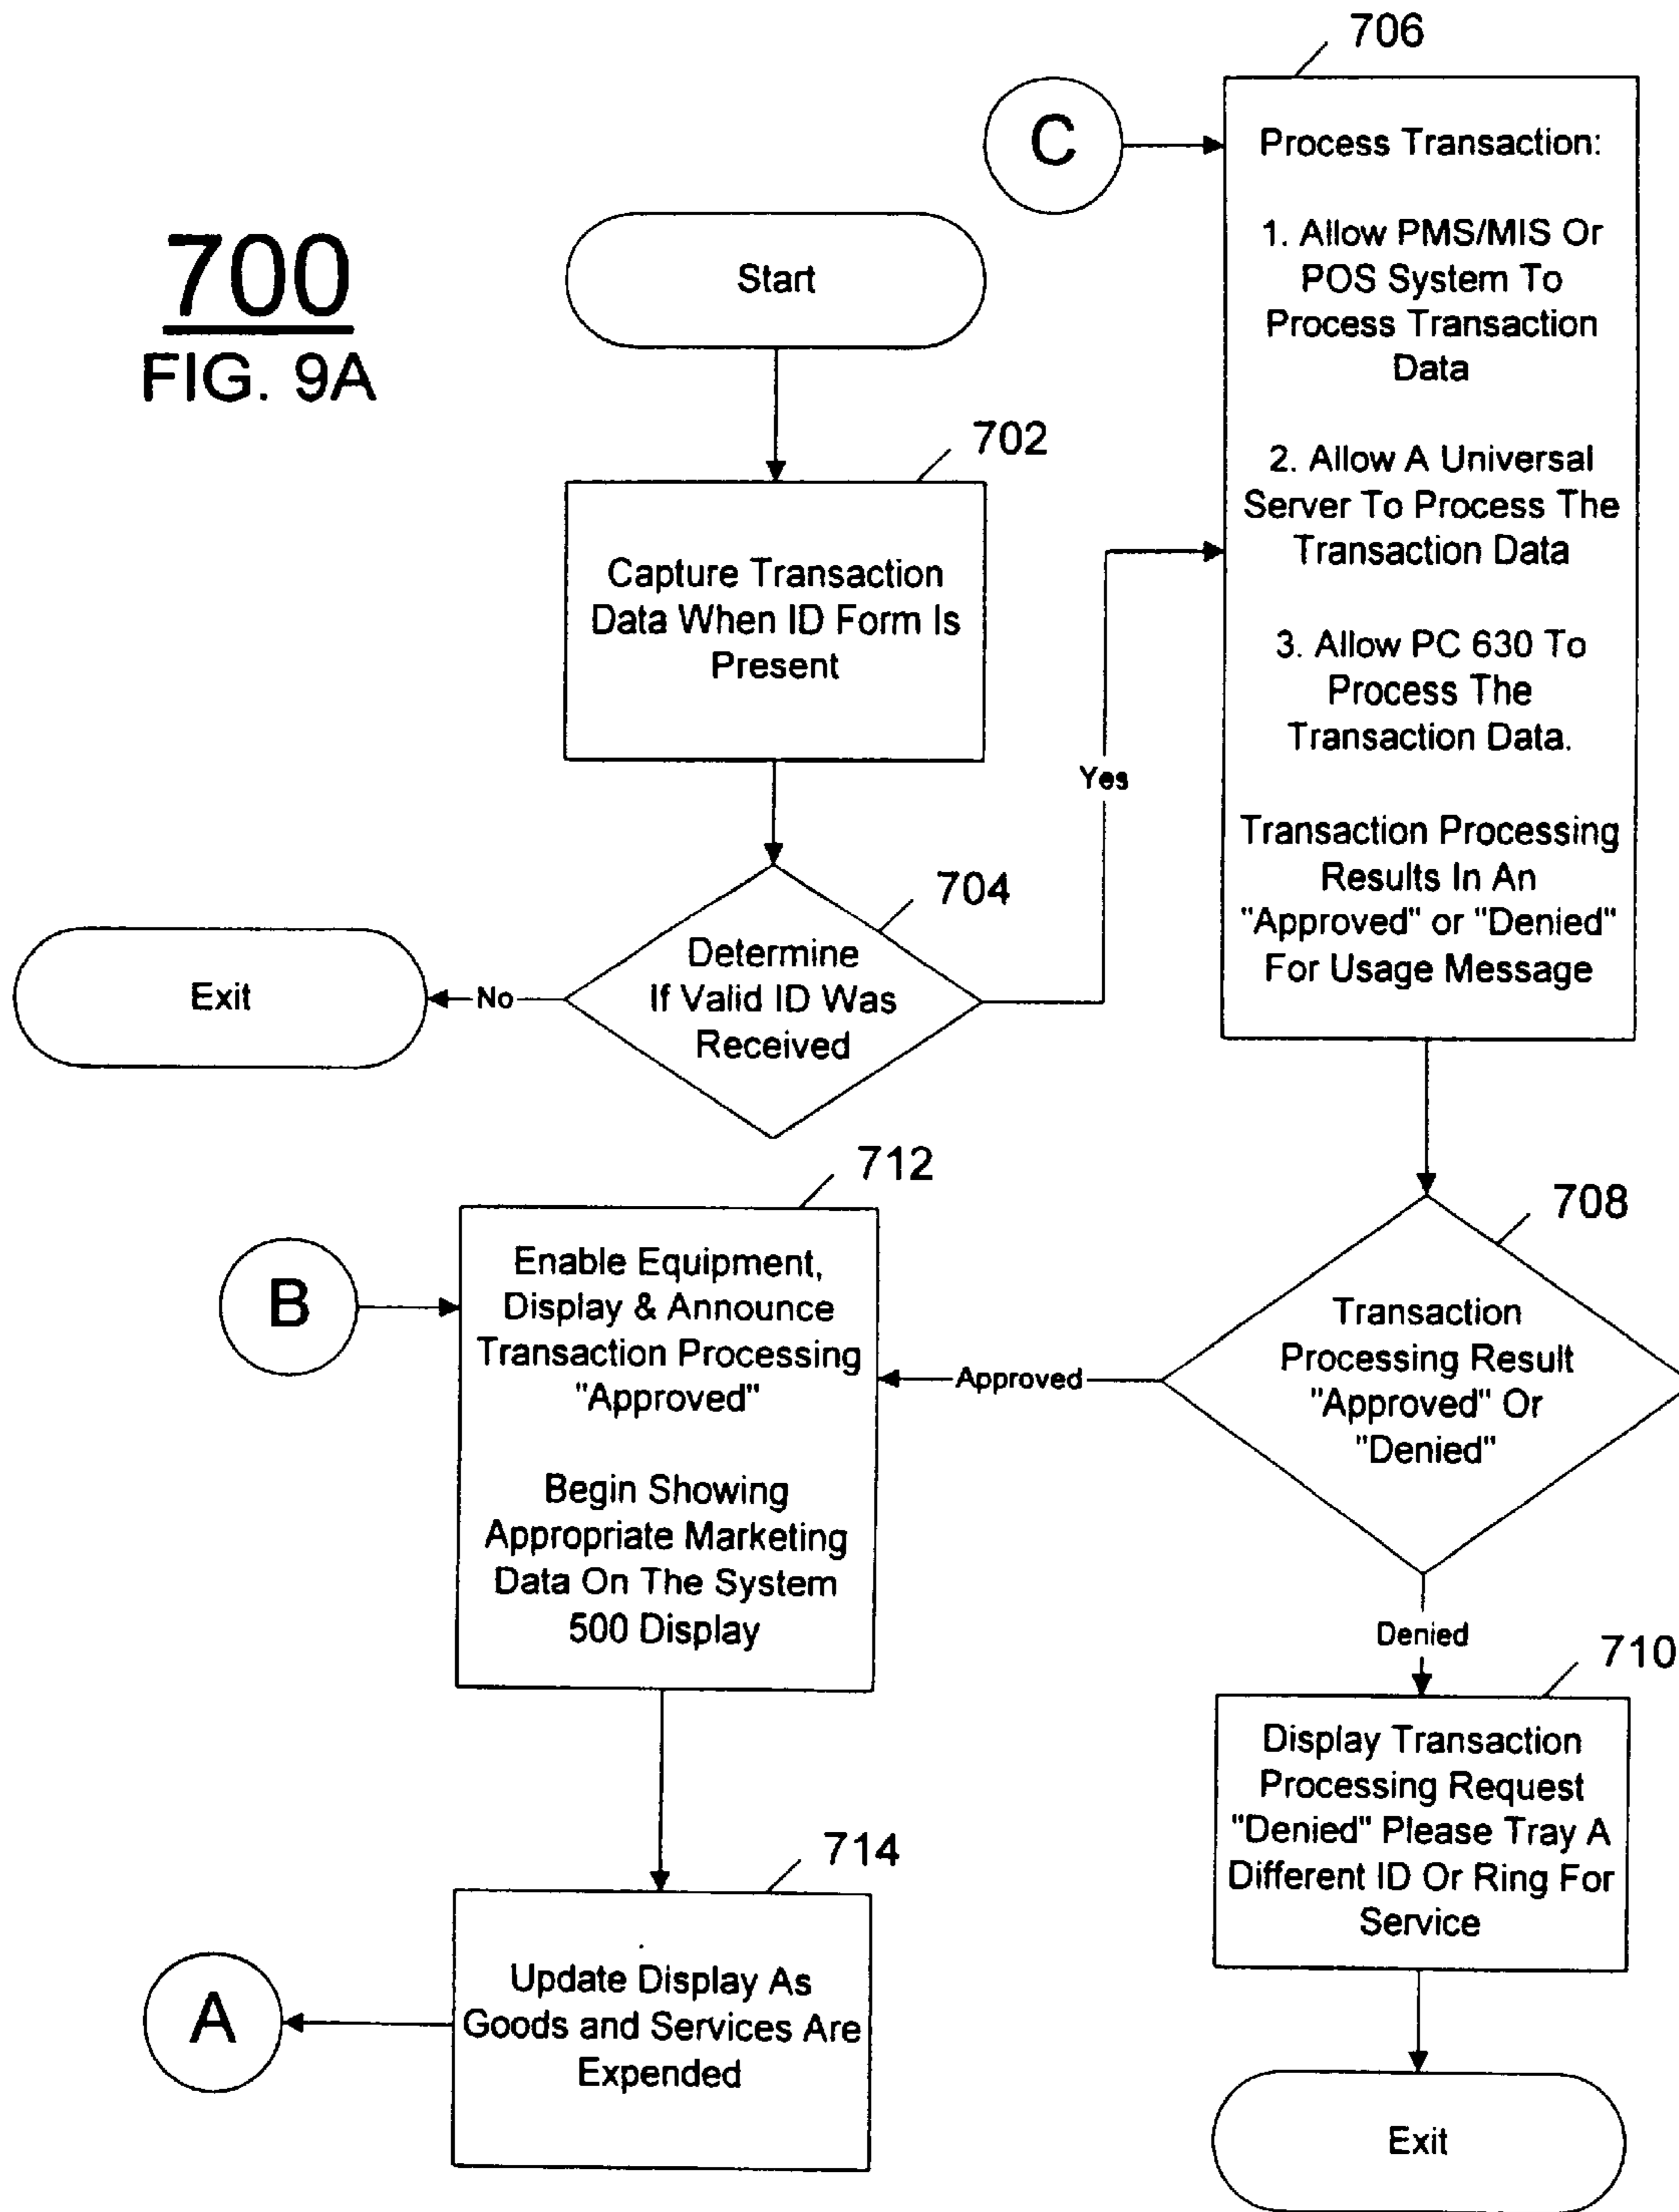 700
FIG. 9A
Start
702
Capture Transaction
Data When ID Form Is
Present
704
Determine
If Valid ID Was
Received
No
Exit
Yes
C
706
Process Transaction:
1. Allow PMS/MIS Or
POS System To
Process Transaction
Data
2. Allow A Universal
Server To Process The
Transaction Data
3. Allow PC 630 To
Process The
Transaction Data.
Transaction Processing
Results In An
"Approved" or "Denied"
For Usage Message
708
Transaction
Processing Result
"Approved" Or
"Denied"
Approved
Denied
710
Display Transaction
Processing Request
"Denied" Please Tray A
Different ID Or Ring For
Service
Exit
B
712
Enable Equipment,
Display & Announce
Transaction Processing
"Approved"
Begin Showing
Appropriate Marketing
Data On The System
500 Display
714
Update Display As
Goods and Services Are
Expended
A